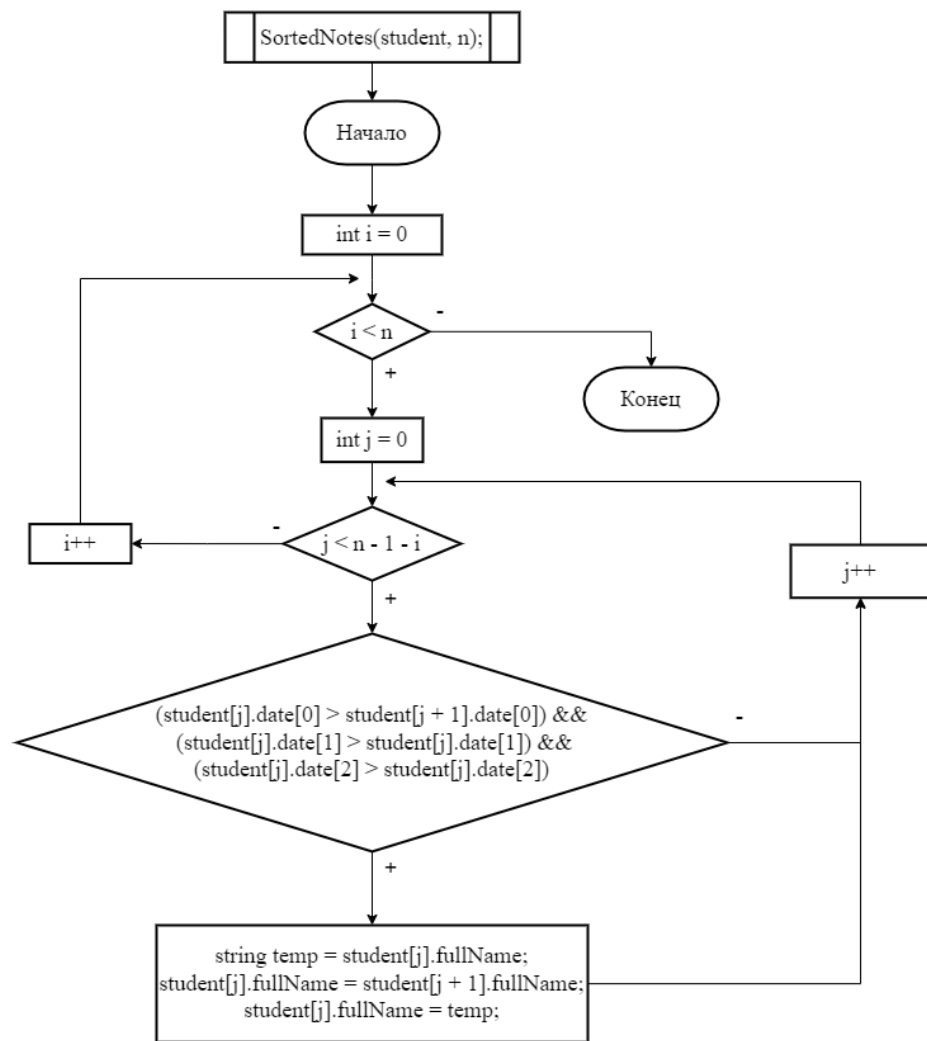 SortedNotes(student, n);
Начало
int i = 0
i < n
-
+
Конец
int j = 0
j < n - 1 - i
-
+
i++
j++
(student[j].date[0] > student[j + 1].date[0]) &&
(student[j].date[1] > student[j].date[1]) &&
(student[j].date[2] > student[j].date[2])
-
+
string temp = student[j].fullName;
student[j].fullName = student[j + 1].fullName;
student[j].fullName = temp;